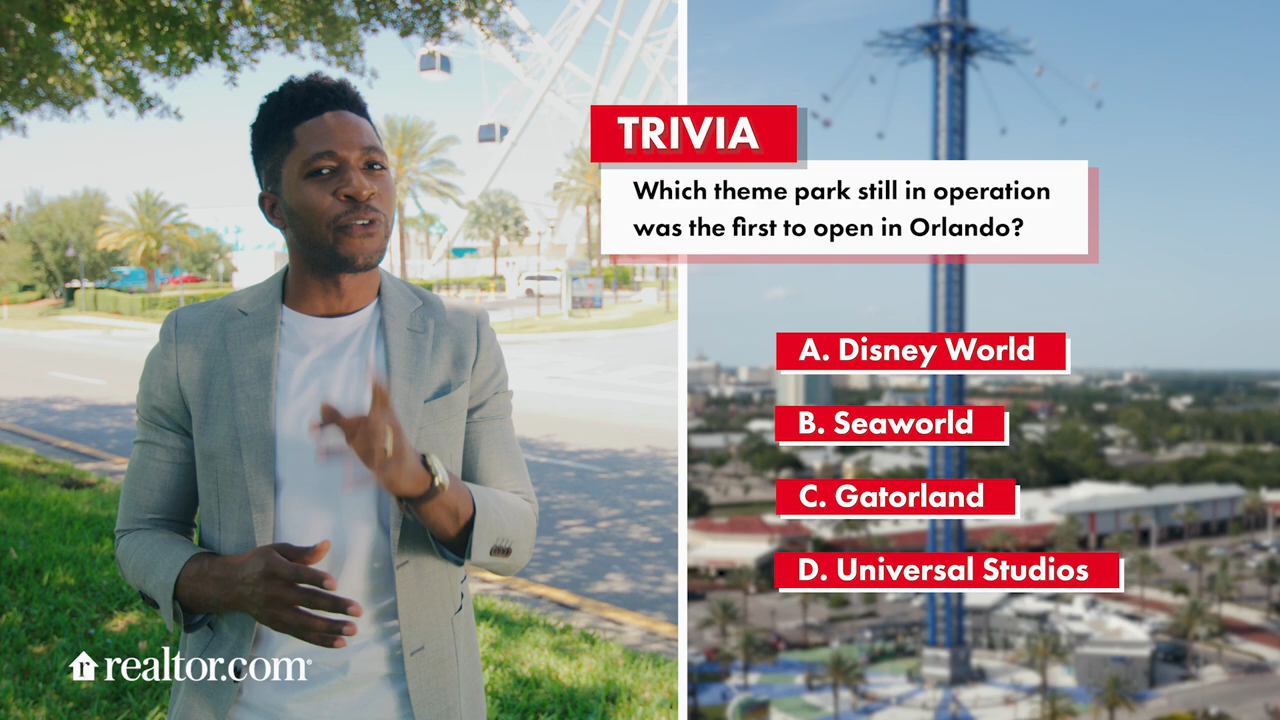 TRIVIA
Which theme park still in operation
was the first to open in Orlando?
A. Disney World
B. Seaworld
C. Gatorland
D. Universal Studios
realtor.com